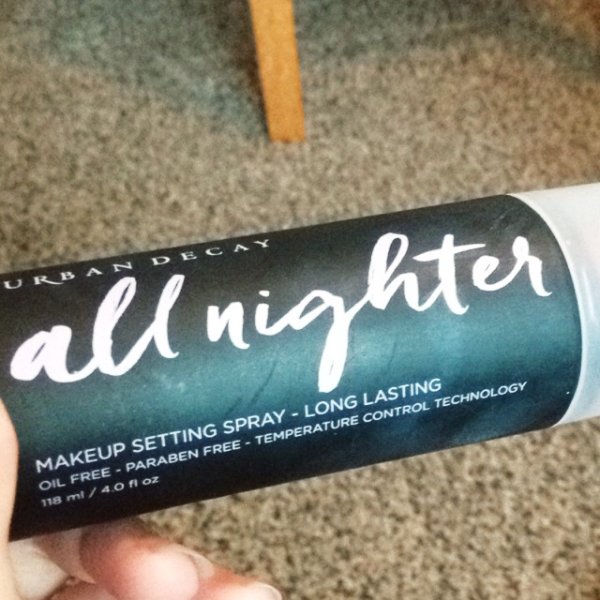 URBAN DECAY
all nighter
MAKEUP SETTING SPRAY - LONG LASTING
OIL FREE - PARABEN FREE - TEMPERATURE CONTROL TECHNOLOGY
118 ml / 4.0 fl oz